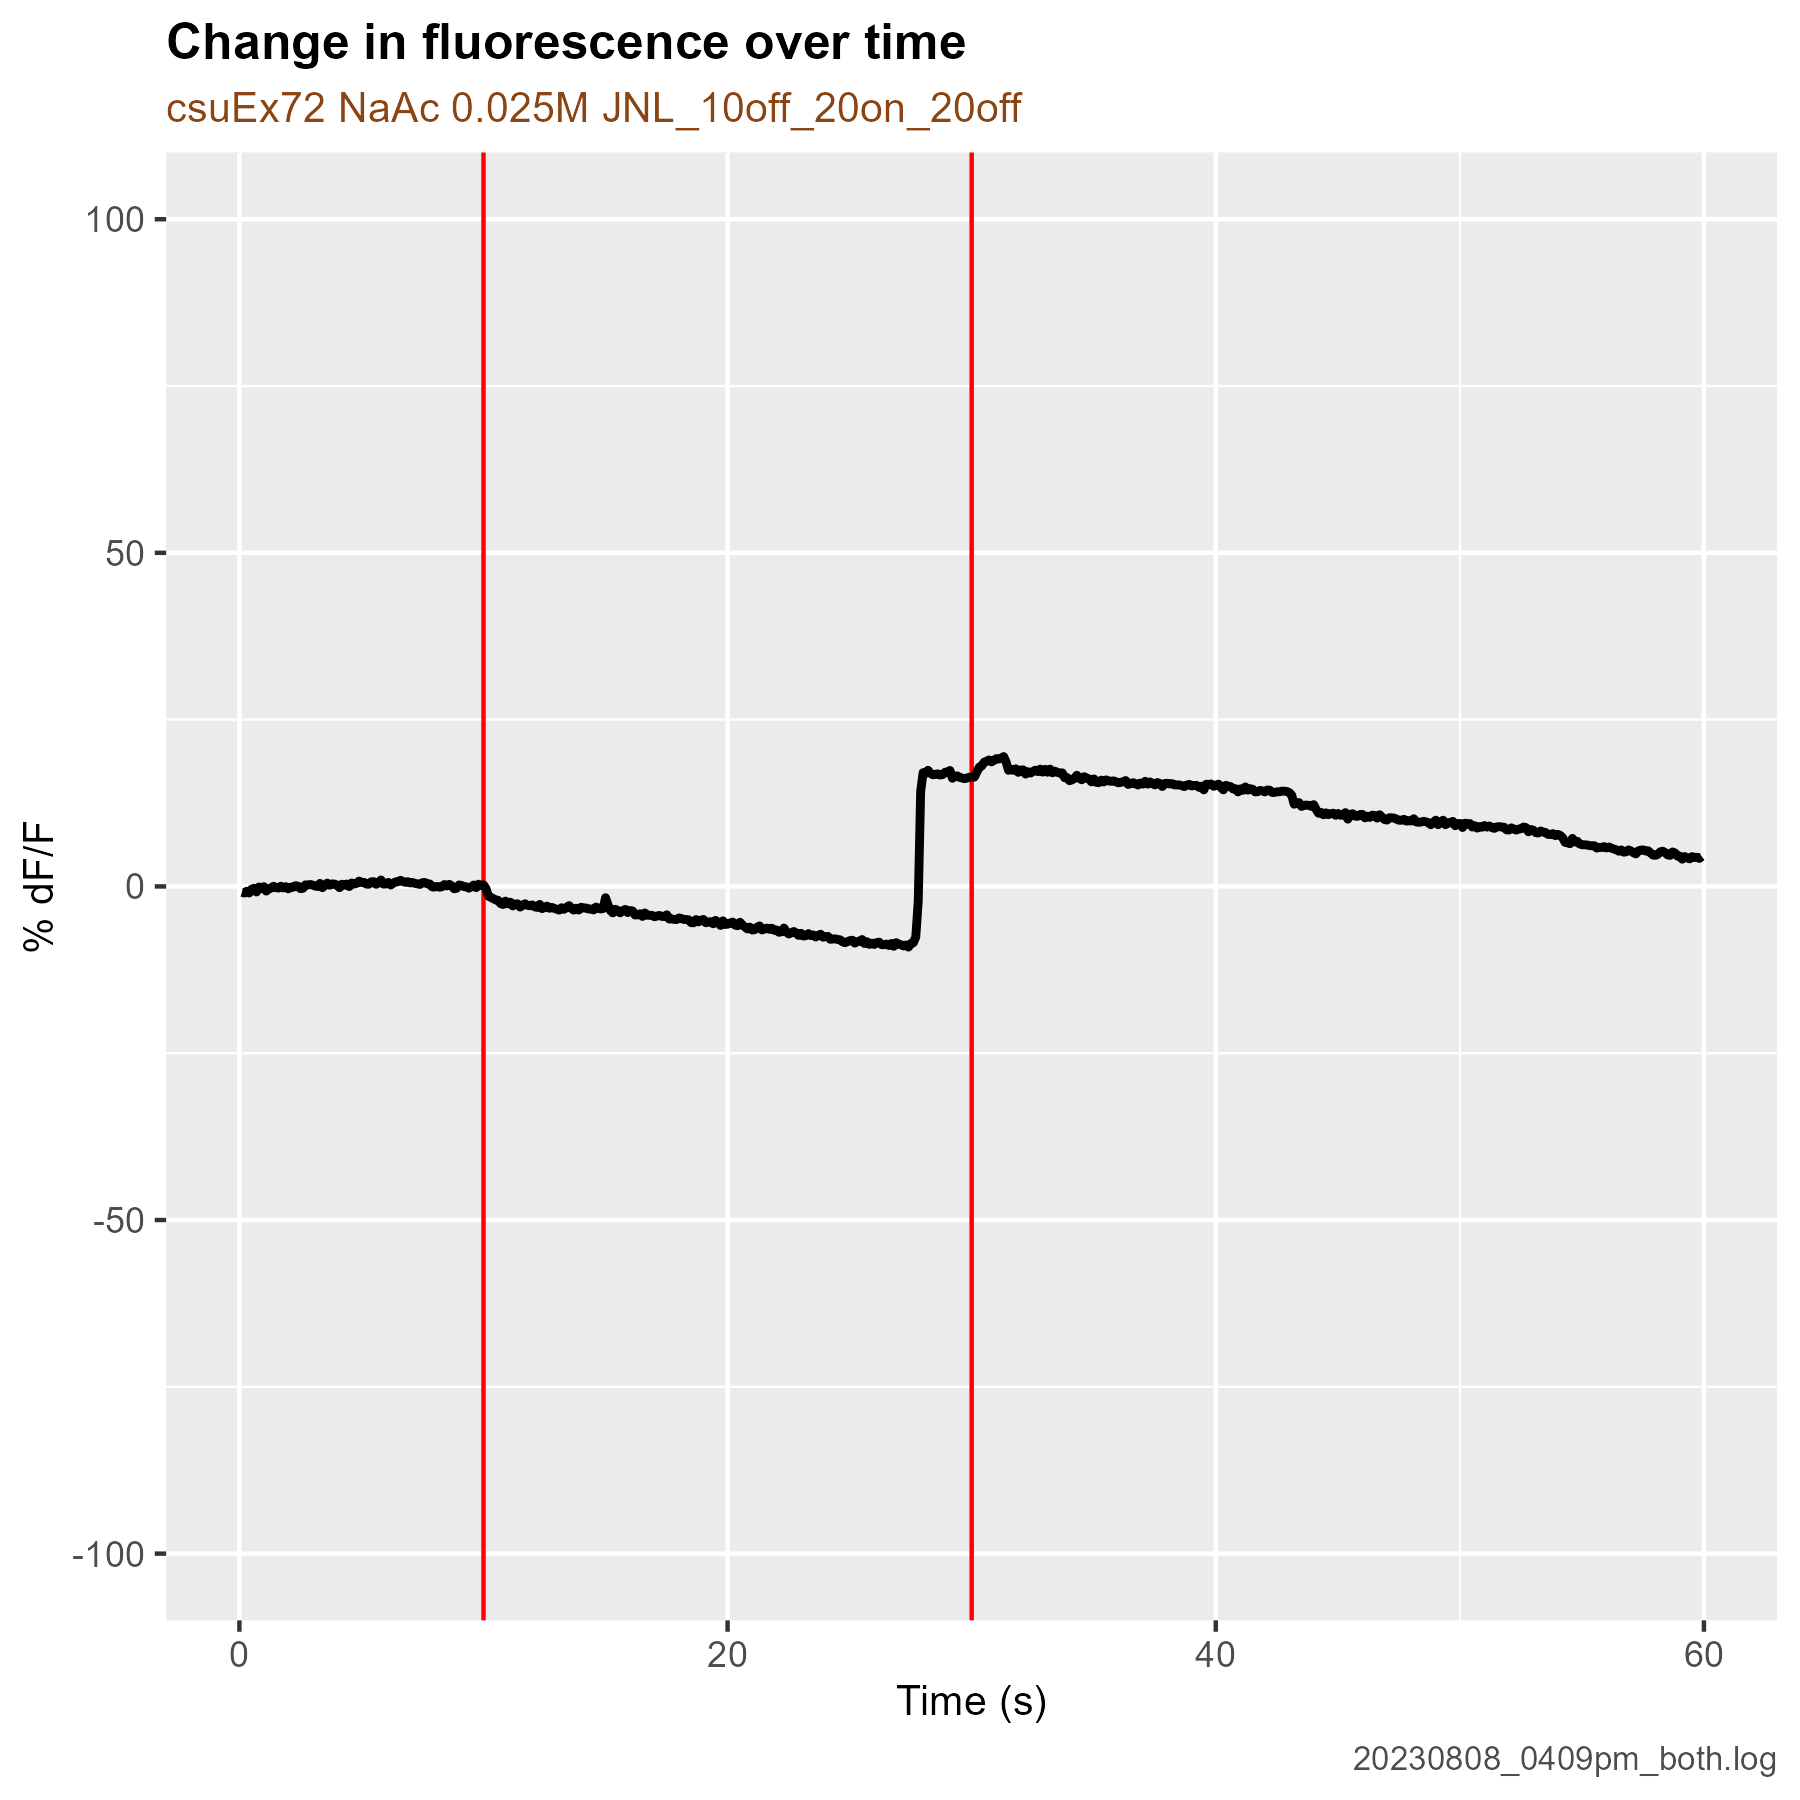 Change in fluorescence over time
csuEx72 NaAc 0.025M JNL_10off_20on_20off
100
50
0
-50
-100
% dF/F
0 20 40 60
Time (s)
20230808_0409pm_both.log